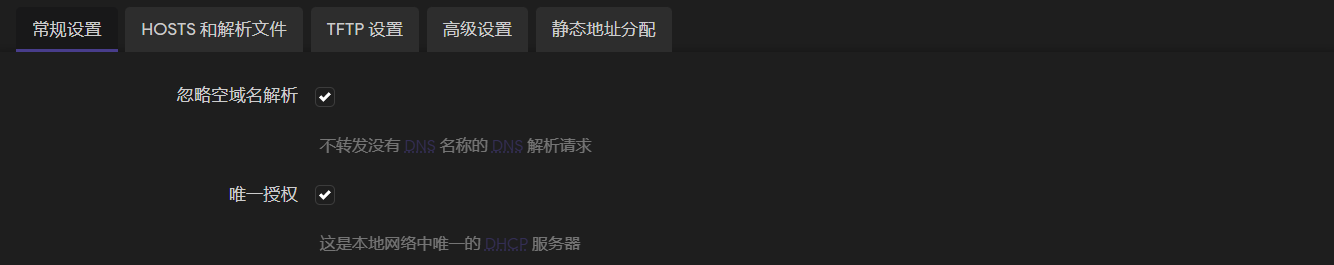 常规设置 HOSTS 和解析文件 TFTP 设置 高级设置 静态地址分配
忽略空域名解析
不转发没有 DNS 名称的 DNS 解析请求
唯一授权
这是本地网络中唯一的 DHCP 服务器